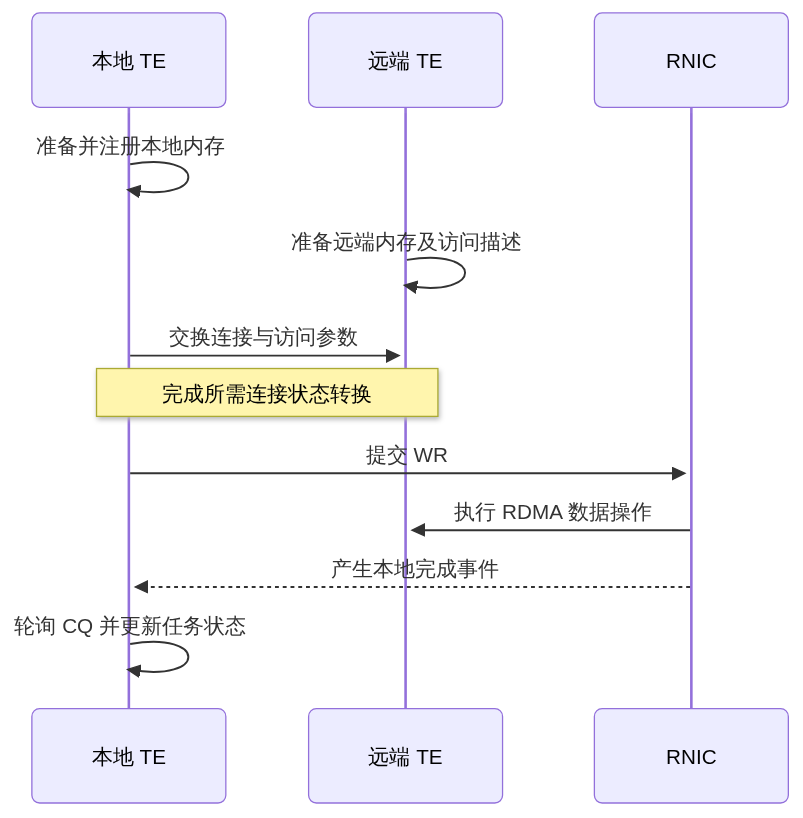 本地 TE
远端 TE
RNIC
准备并注册本地内存
准备远端内存及访问描述
交换连接与访问参数
完成所需连接状态转换
提交 WR
执行 RDMA 数据操作
产生本地完成事件
轮询 CQ 并更新任务状态
本地 TE
远端 TE
RNIC